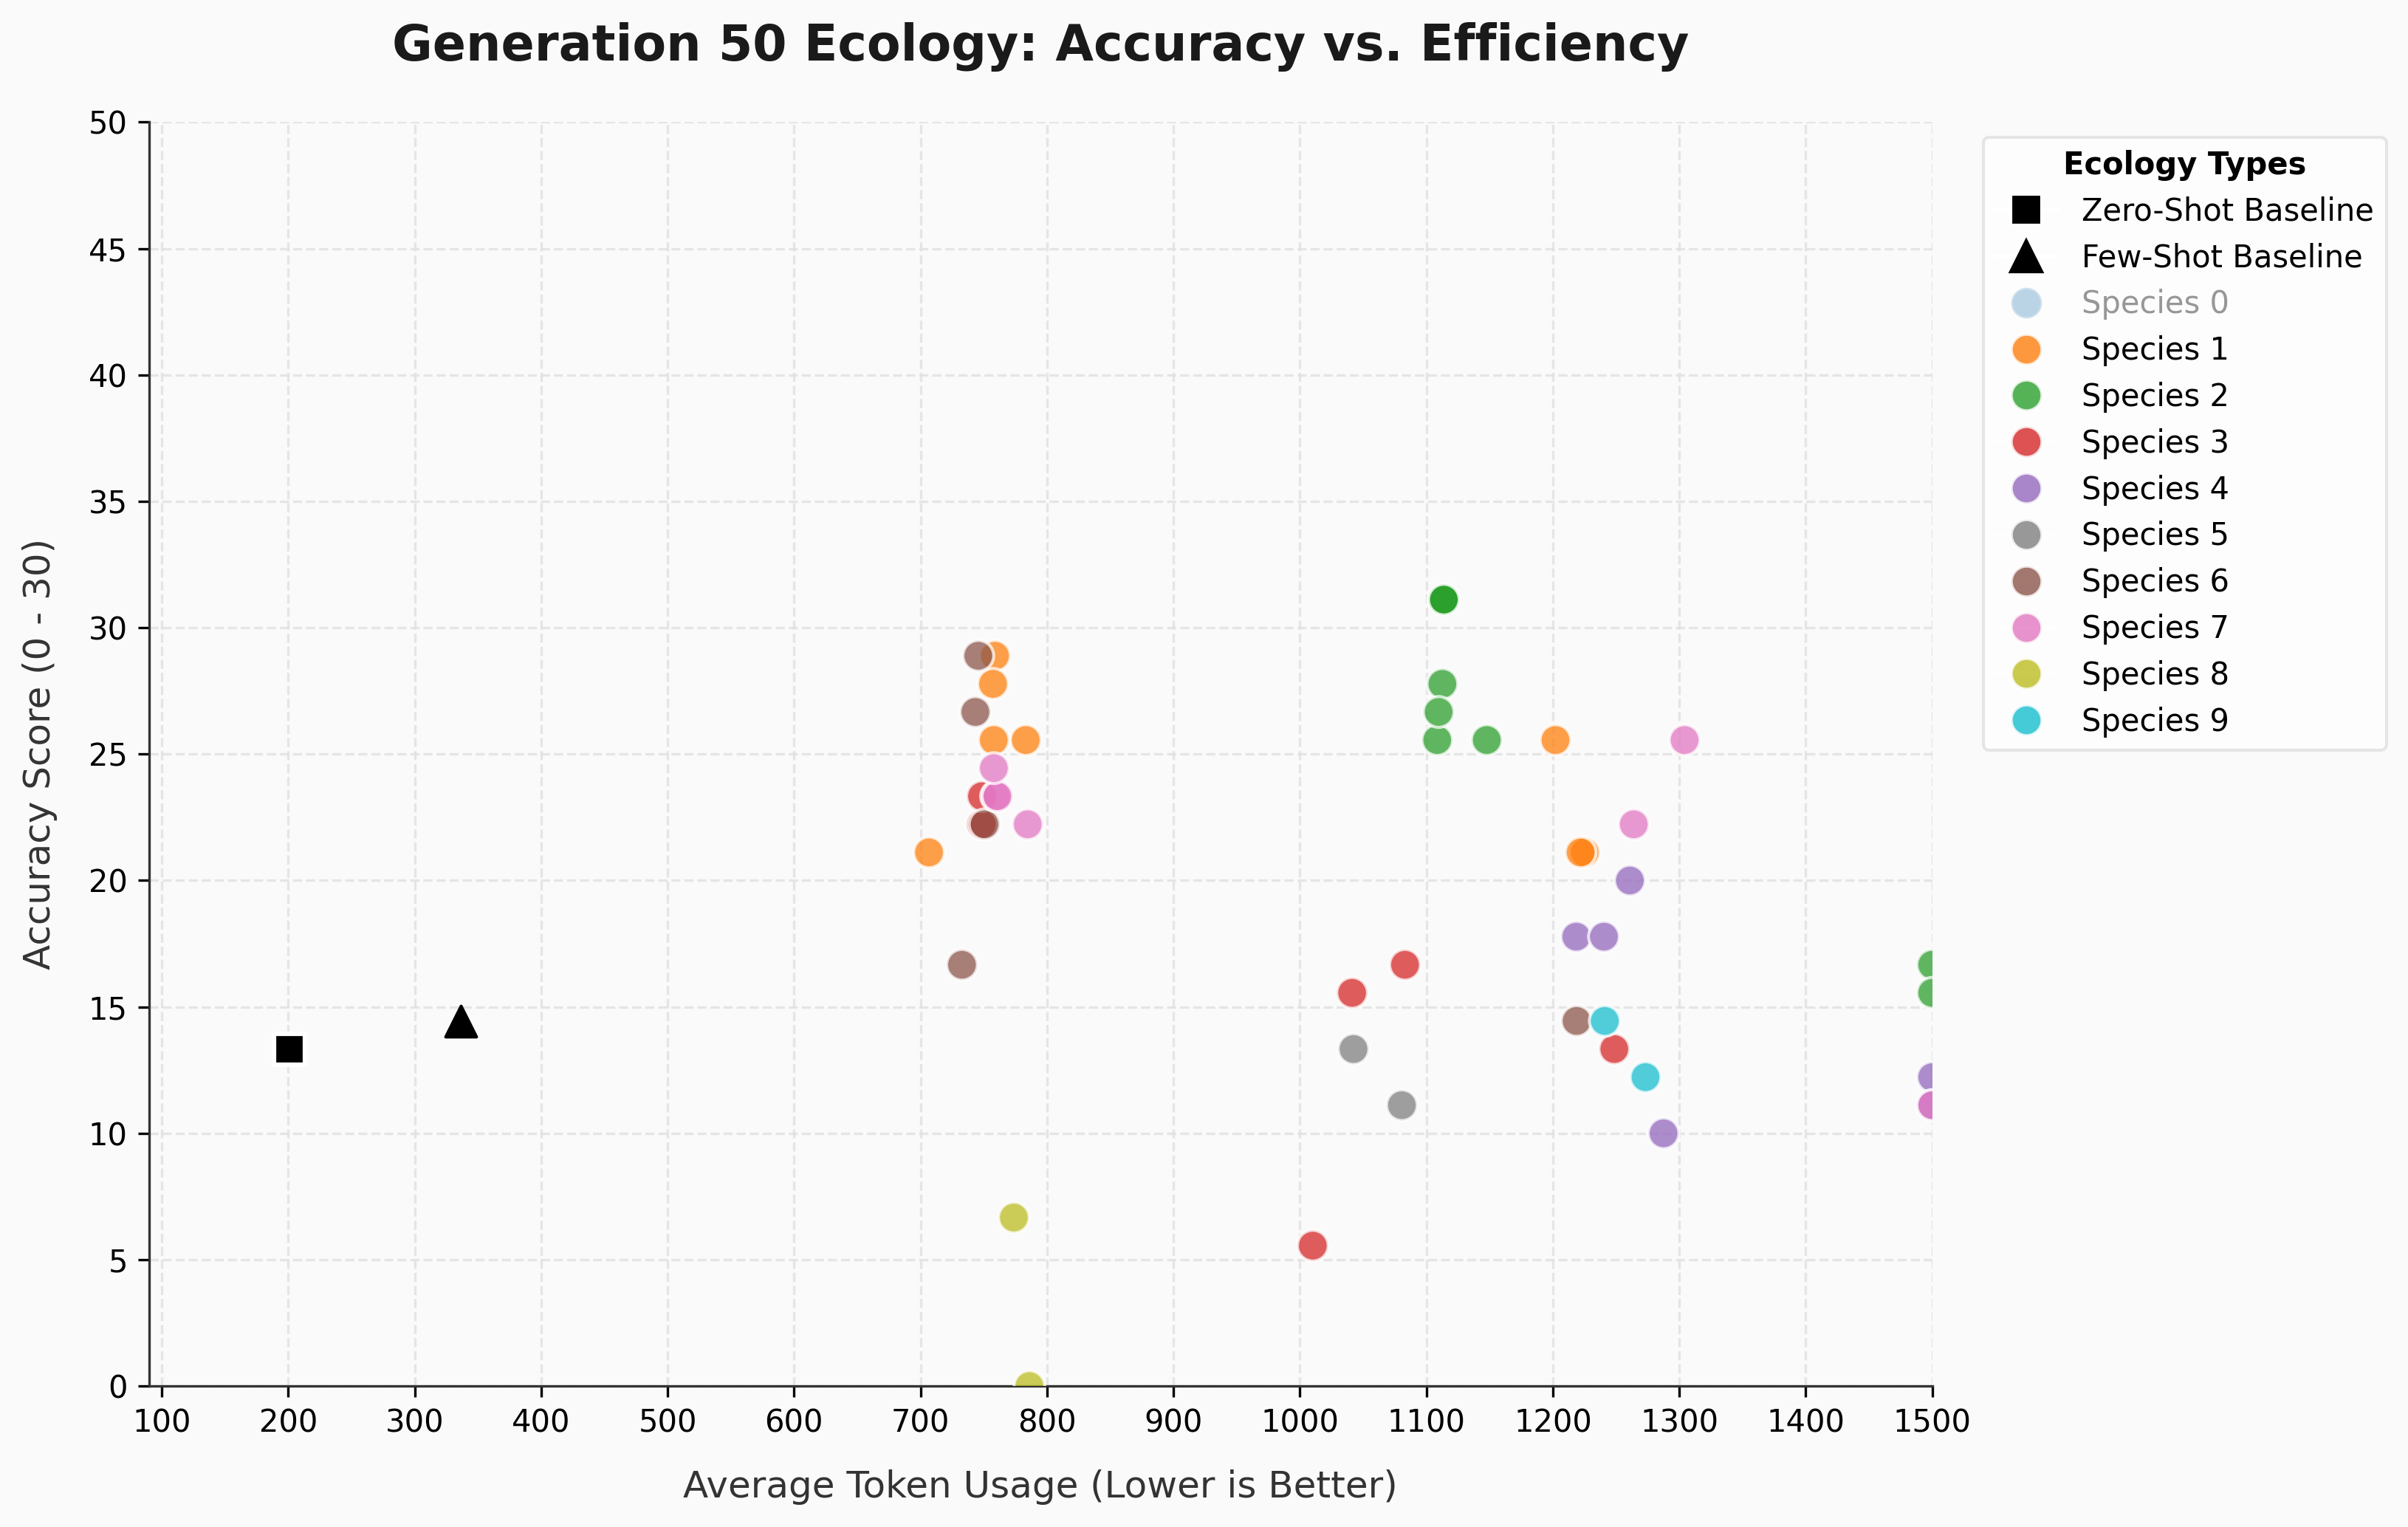 Generation 50 Ecology: Accuracy vs. Efficiency
Accuracy Score (0 - 30)
50
45
40
35
30
25
20
15
10
5
0
100 200 300 400 500 600 700 800 900 1000 1100 1200 1300 1400 1500
Average Token Usage (Lower is Better)
Ecology Types
Zero-Shot Baseline
Few-Shot Baseline
Species 0
Species 1
Species 2
Species 3
Species 4
Species 5
Species 6
Species 7
Species 8
Species 9